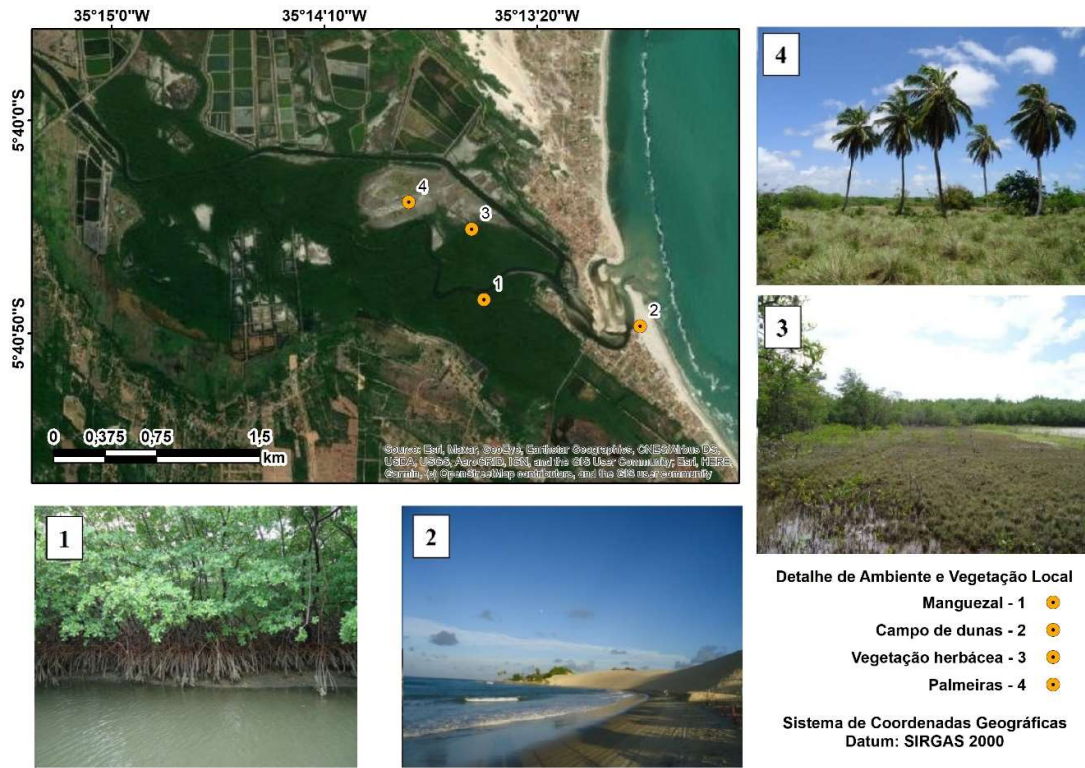 35°15'0"W 35°14'10"W 35°13'20"W
5°40'0"S
5°40'50"S
4
3
1
2
0 0,375 0,75 1,5
km
Source: Esri, Maxar, GeoEye, Earthstar Geographics, CNES/Airbus DS,
USDA, USGS, AeroGRID, IGN, and the GIS User Community, Esri, HERE,
Garmin, (c) OpenStreetMap contributors, and the GIS user community
4
3
1
2
Detalhe de Ambiente e Vegetação Local
Manguezal - 1
Campo de dunas - 2
Vegetação herbácea - 3
Palmeiras - 4
Sistema de Coordenadas Geográficas
Datum: SIRGAS 2000